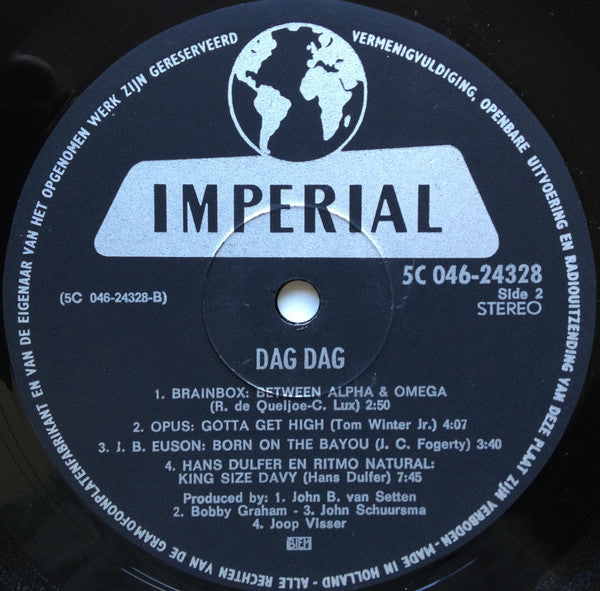 ALLE RECHTEN VAN DE GRAMOFOONPLATENFABRIKANT EN VAN DE EIGENAAR VAN HET OPGENOMEN WERK ZIJN GERESERVEERD
VERMENIGVULDIGING, OPENBARE UITVOERING EN RADIOUITZENDING VAN DEZE PLAAT ZIJN VERBODEN - MADE IN HOLLAND -
IMPERIAL
5C 046-24328
(5C 046-24328-B)
Side 2
STEREO
DAG DAG
1. BRAINBOX: BETWEEN ALPHA & OMEGA
(R. de Queljoe-C. Lux) 2:50
2. OPUS: GOTTA GET HIGH (Tom Winter Jr.) 4:07
3. J. B. EUSON: BORN ON THE BAYOU (J. C. Fogerty) 3:40
4. HANS DULFER EN RITMO NATURAL:
KING SIZE DAVY (Hans Dulfer) 7:45
Produced by: 1. John B. van Setten
2. Bobby Graham - 3. John Schuursma
4. Joop Visser
BIEM